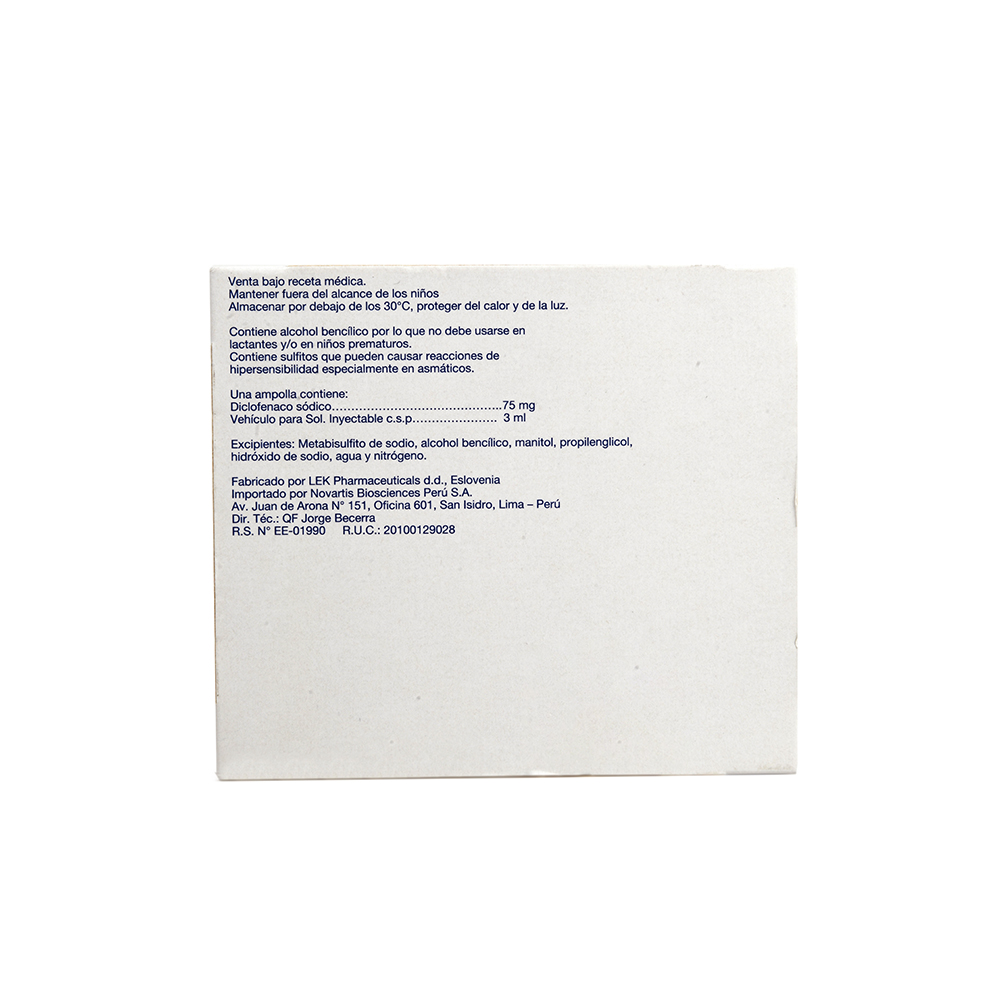 Venta bajo receta médica.
Mantener fuera del alcance de los niños
Almacenar por debajo de los 30°C, proteger del calor y de la luz.
Contiene alcohol bencílico por lo que no debe usarse en
lactantes y/o en niños prematuros.
Contiene sulfitos que pueden causar reacciones de
hipersensibilidad especialmente en asmáticos.
Una ampolla contiene:
Diclofenaco sódico..........................................75 mg
Vehículo para Sol. Inyectable c.s.p...................... 3 ml
Excipientes: Metabisulfito de sodio, alcohol bencílico, manitol, propilenglicol,
hidróxido de sodio, agua y nitrógeno.
Fabricado por LEK Pharmaceuticals d.d., Eslovenia
Importado por Novartis Biosciences Perú S.A.
Av. Juan de Arona N° 151, Oficina 601, San Isidro, Lima – Perú
Dir. Téc.: QF Jorge Becerra
R.S. N° EE-01990 R.U.C.: 20100129028